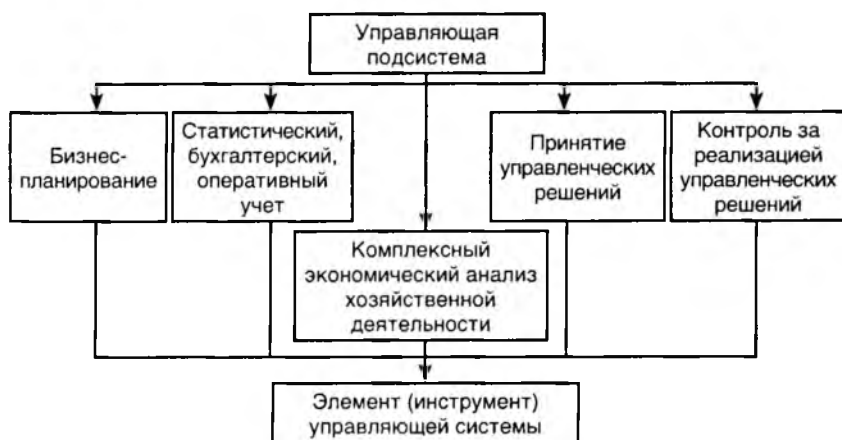 Управляющая
подсистема
Бизнес-
планирование
Статистический,
бухгалтерский,
оперативный
учет
Принятие
управленческих
решений
Контроль за
реализацией
управленческих
решений
Комплексный
экономический анализ
хозяйственной
деятельности
Элемент (инструмент)
управляющей системы